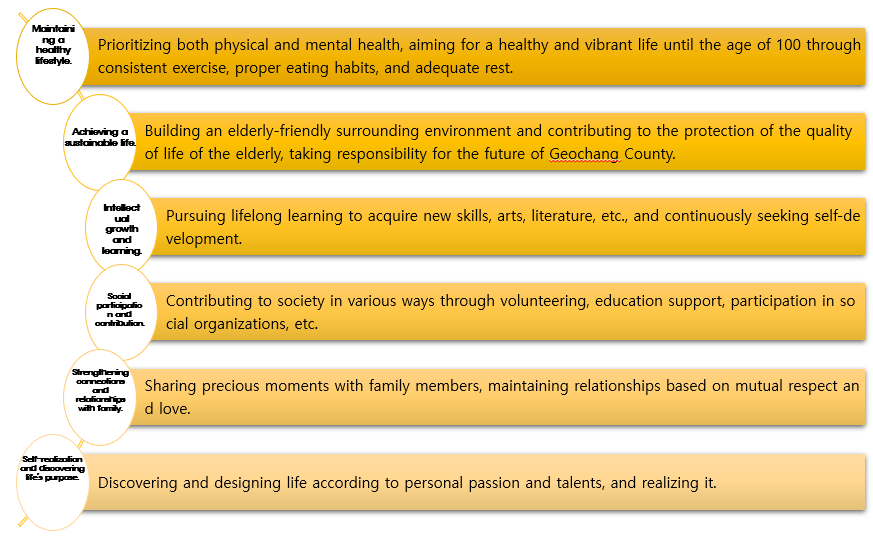 Maintaini
ng a
healthy
lifestyle.
Prioritizing both physical and mental health, aiming for a healthy and vibrant life until the age of 100 through
consistent exercise, proper eating habits, and adequate rest.
Achieving a
sustainable life.
Building an elderly-friendly surrounding environment and contributing to the protection of the quality
of life of the elderly, taking responsibility for the future of Geochang County.
Intellect
ual
growth
and
learning.
Pursuing lifelong learning to acquire new skills, arts, literature, etc., and continuously seeking self-de
velopment.
Social
participatio
n and
contribution.
Contributing to society in various ways through volunteering, education support, participation in so
cial organizations, etc.
Strengthening
connections
and
relationships
with family.
Sharing precious moments with family members, maintaining relationships based on mutual respect an
d love.
Self-realization
and discovering
life's purpose.
Discovering and designing life according to personal passion and talents, and realizing it.